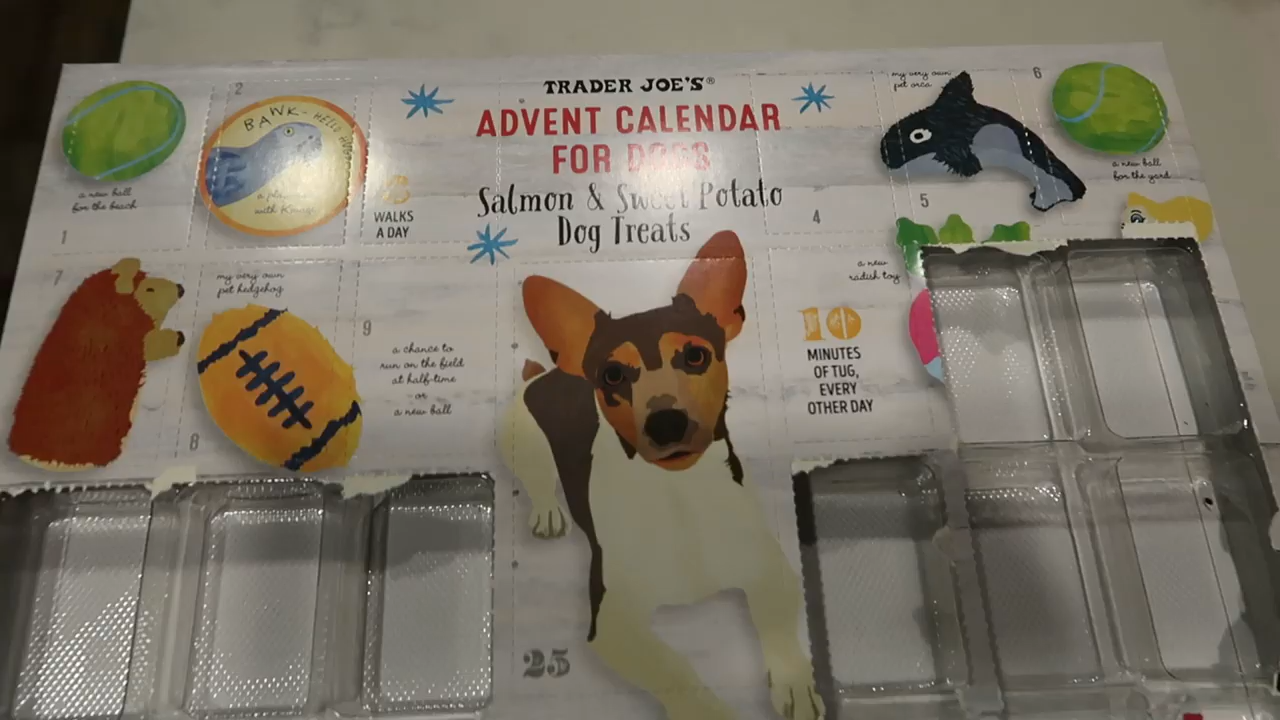 TRADER JOE'S®
ADVENT CALENDAR
FOR DOGS
Salmon & Sweet Potato
Dog Treats
a new ball
for the beach
1
2
BAWK - HELLO
with
3
WALKS
A DAY
4
my very own
pet orca
5
6
a new ball
for the yard
7
my very own
pet hedgehog
8
9
a chance to
run on the field
at half-time
or
a new ball
10
MINUTES
OF TUG,
EVERY
OTHER DAY
a new
radish toy
25